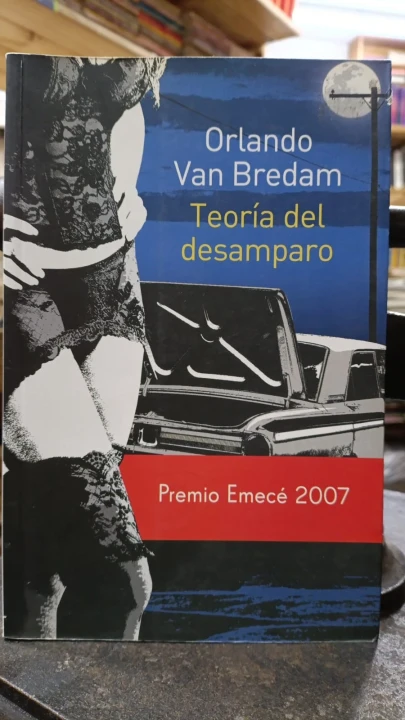 Orlando
Van Bredam
Teoría del
desamparo
Premio Emecé 2007